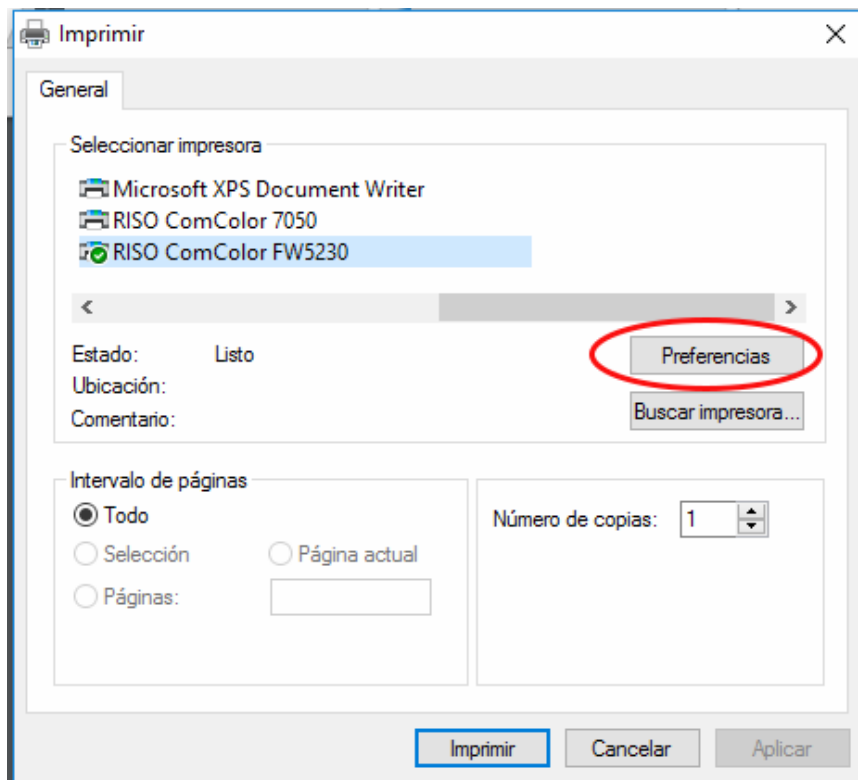 Imprimir
General
Seleccionar impresora
Microsoft XPS Document Writer
RISO ComColor 7050
RISO ComColor FW5230
Estado: Listo
Preferencias
Ubicación:
Comentario:
Buscar impresora...
Intervalo de páginas
Todo
Selección Página actual
Páginas:
Número de copias: 1
Imprimir Cancelar Aplicar